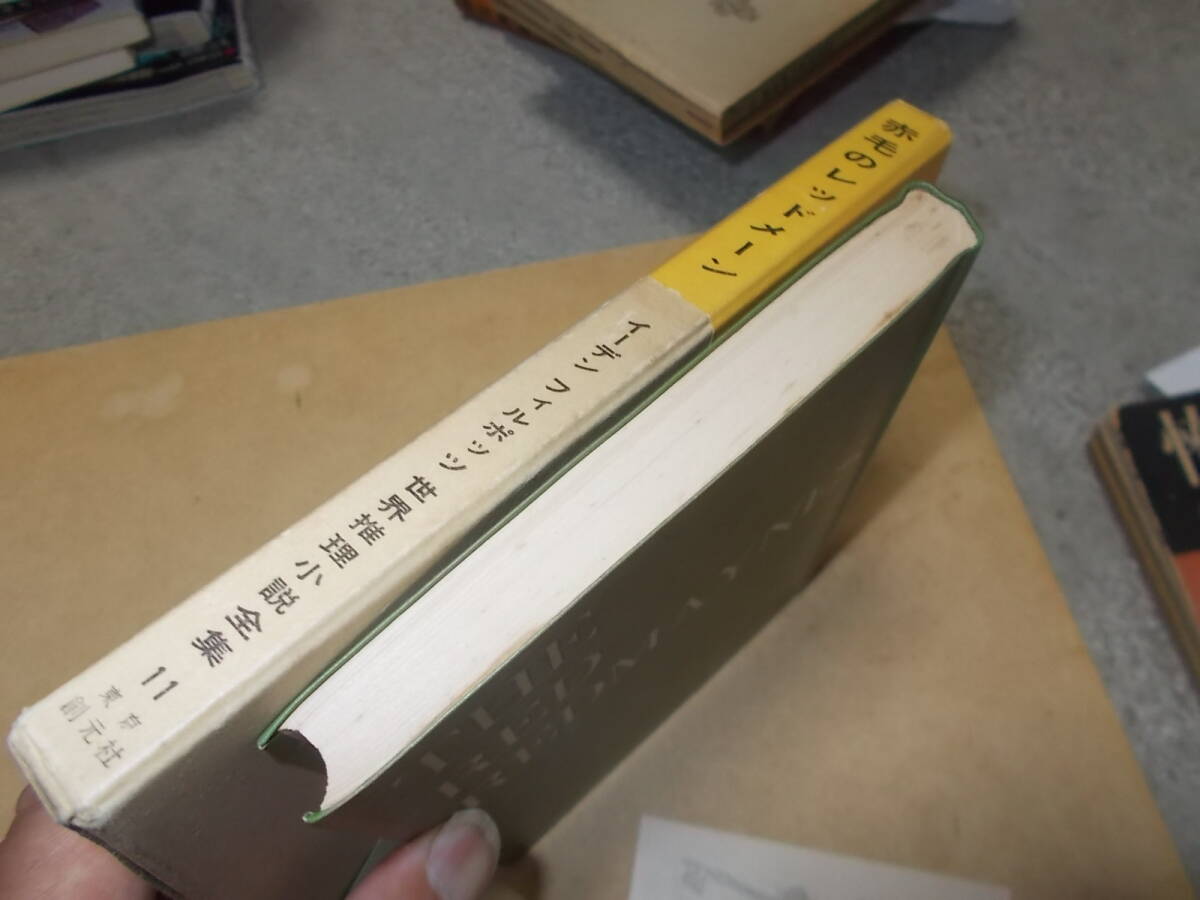 赤毛のレッドメーン
イーデン フィルポッツ
世界推理小説全集 11
東京
創元社